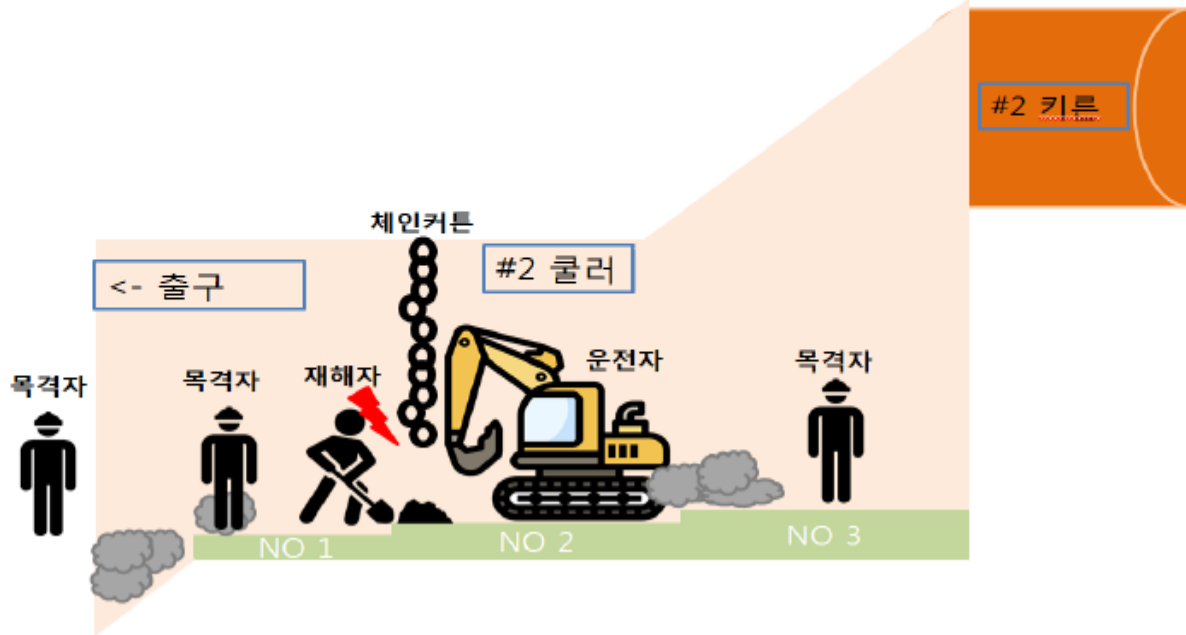 #2 키른
체인커튼
<- 출구
#2 쿨러
목격자
목격자
재해자
운전자
목격자
NO 1
NO 2
NO 3